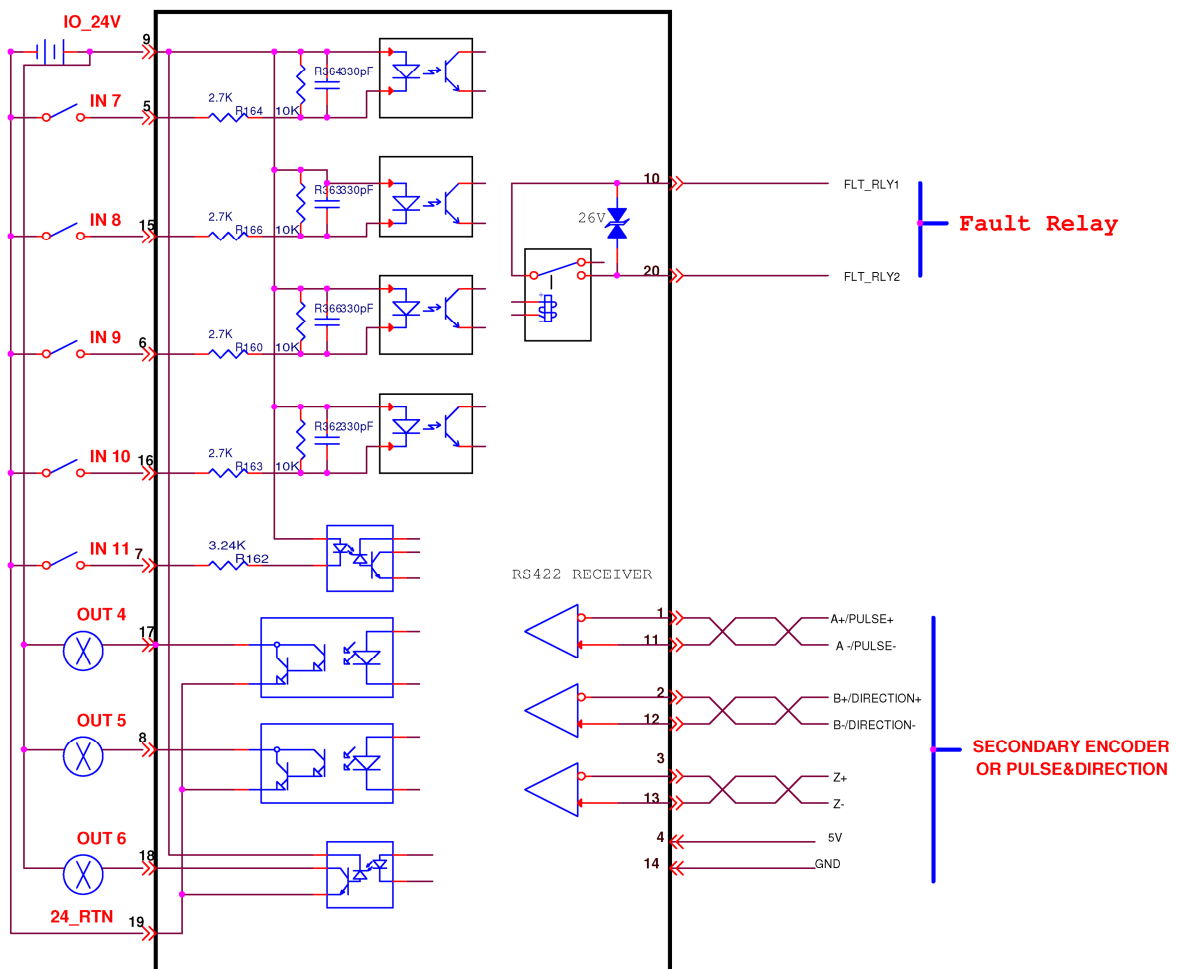 IO_24V
9
R364 330pF
IN 7
5
2.7K
R164
10K
R363 330pF
IN 8
15
2.7K
R166
10K
10
FLT_RLY1
26V
Fault Relay
20
FLT_RLY2
R366 330pF
IN 9
6
2.7K
R160
10K
R362 330pF
IN 10
16
2.7K
R163
10K
IN 11
7
3.24K
R162
RS422 RECEIVER
OUT 4
17
1
A+/PULSE+
11
A -/PULSE-
2
B+/DIRECTION+
12
B-/DIRECTION-
OUT 5
8
3
Z+
13
Z-
SECONDARY ENCODER
OR PULSE&DIRECTION
OUT 6
18
4
5V
14
GND
24_RTN
19